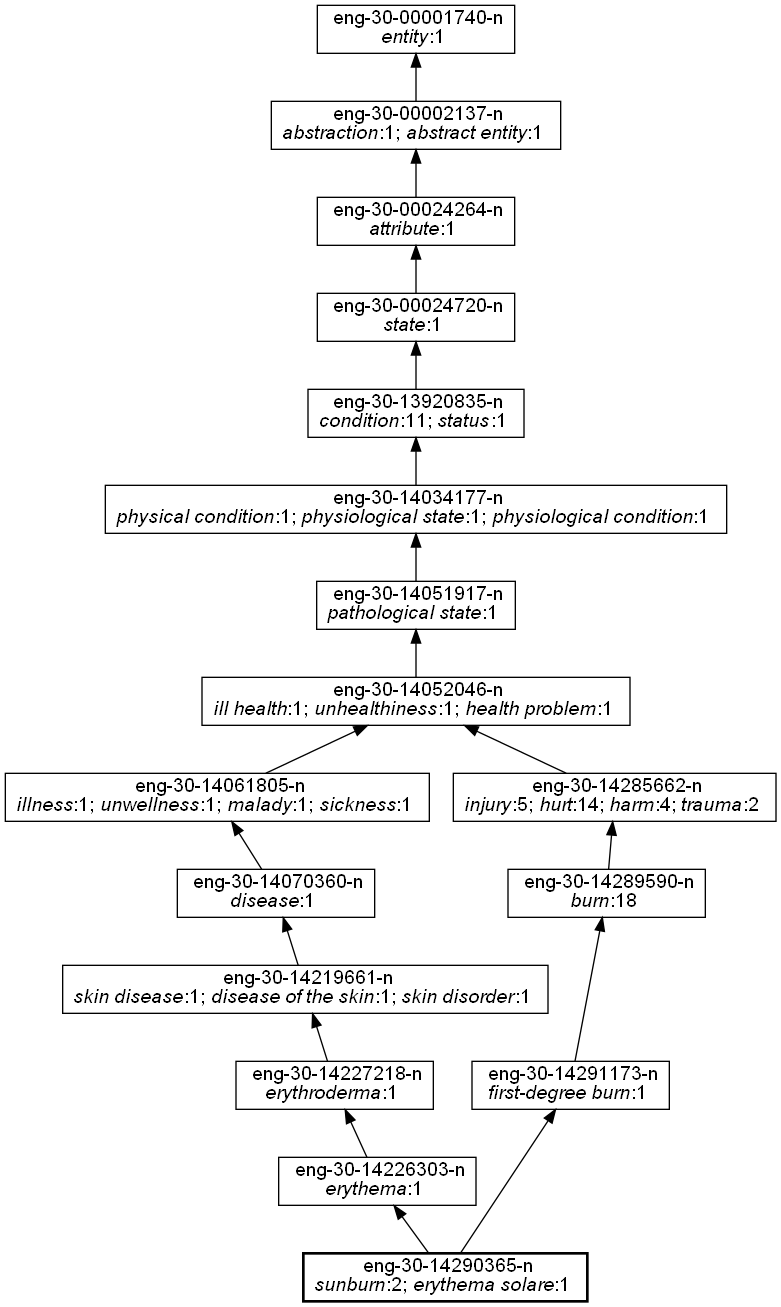 eng-30-00001740-n
entity:1
eng-30-00002137-n
abstraction:1; abstract entity:1
eng-30-00024264-n
attribute:1
eng-30-00024720-n
state:1
eng-30-13920835-n
condition:11; status:1
eng-30-14034177-n
physical condition:1; physiological state:1; physiological condition:1
eng-30-14051917-n
pathological state:1
eng-30-14052046-n
ill health:1; unhealthiness:1; health problem:1
eng-30-14061805-n
illness:1; unwellness:1; malady:1; sickness:1
eng-30-14285662-n
injury:5; hurt:14; harm:4; trauma:2
eng-30-14070360-n
disease:1
eng-30-14289590-n
burn:18
eng-30-14219661-n
skin disease:1; disease of the skin:1; skin disorder:1
eng-30-14227218-n
erythroderma:1
eng-30-14291173-n
first-degree burn:1
eng-30-14226303-n
erythema:1
eng-30-14290365-n
sunburn:2; erythema solare:1